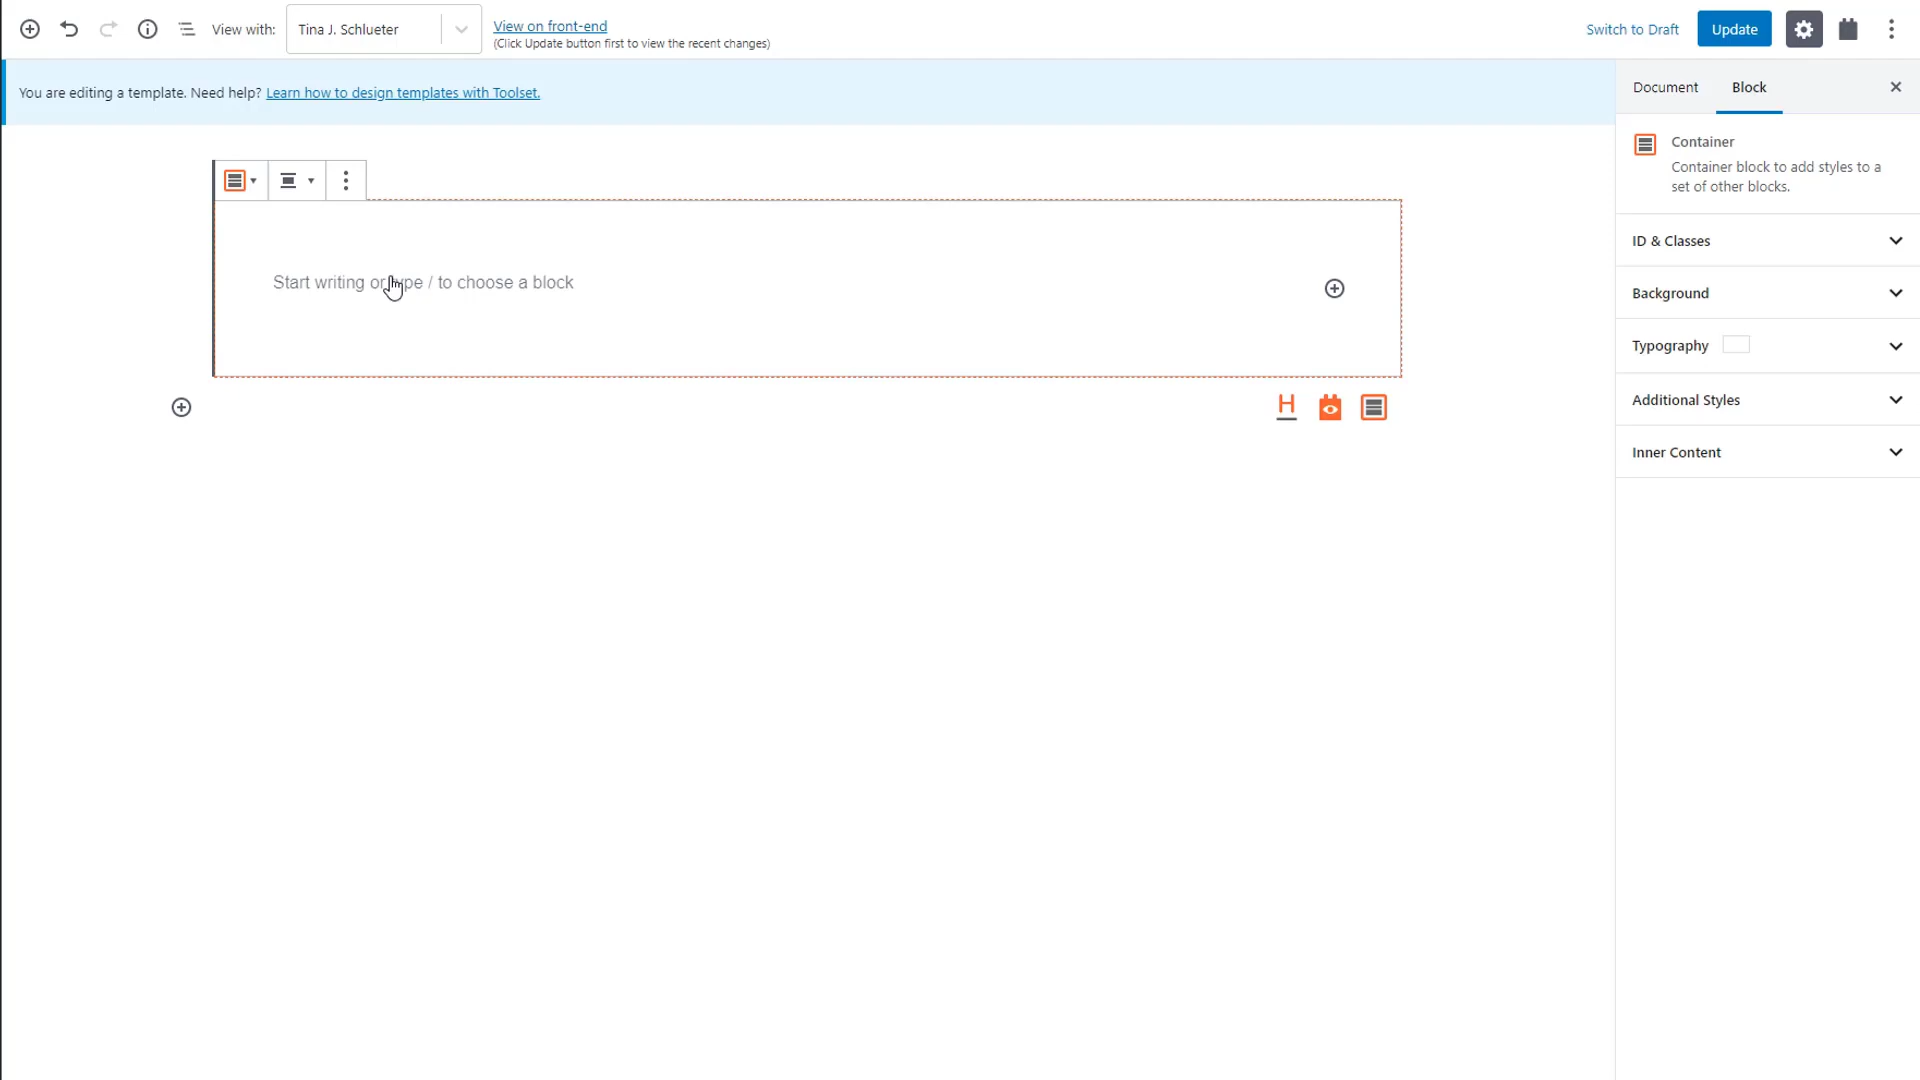 View with:
Tina J. Schlueter
View on front-end
(Click Update button first to view the recent changes)
Switch to Draft
Update
You are editing a template. Need help? Learn how to design templates with Toolset.
Document
Block
Container
Container block to add styles to a
set of other blocks.
Start writing or type / to choose a block
ID & Classes
Background
Typography
Additional Styles
Inner Content
H